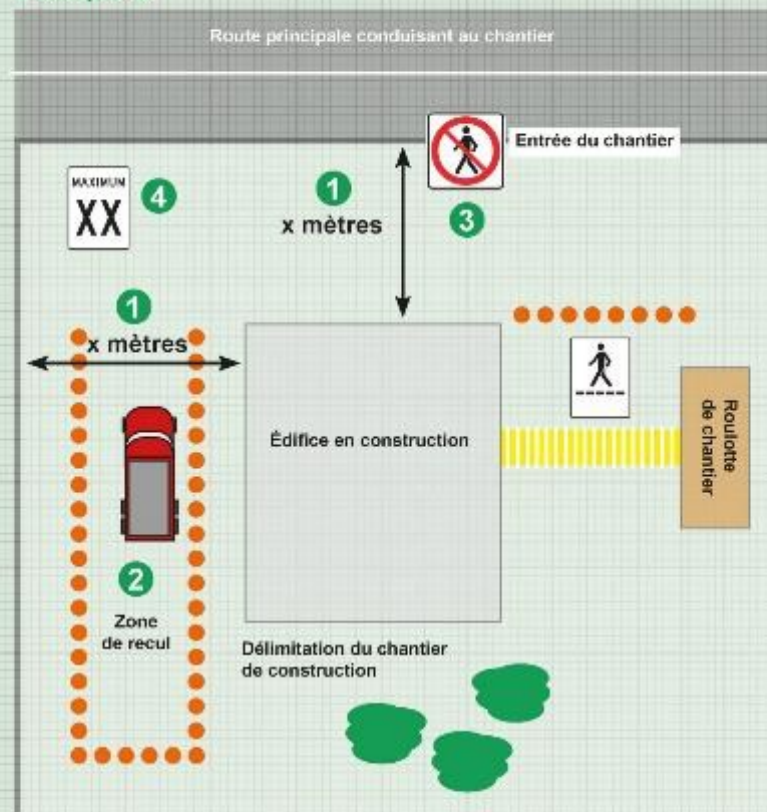 Route principale conduisant au chantier
Entrée du chantier
MAXIMUM
XX
4
1
x mètres
3
1
x mètres
Édifice en construction
Roulotte
de chantier
2
Zone
de recul
Délimitation du chantier
de construction